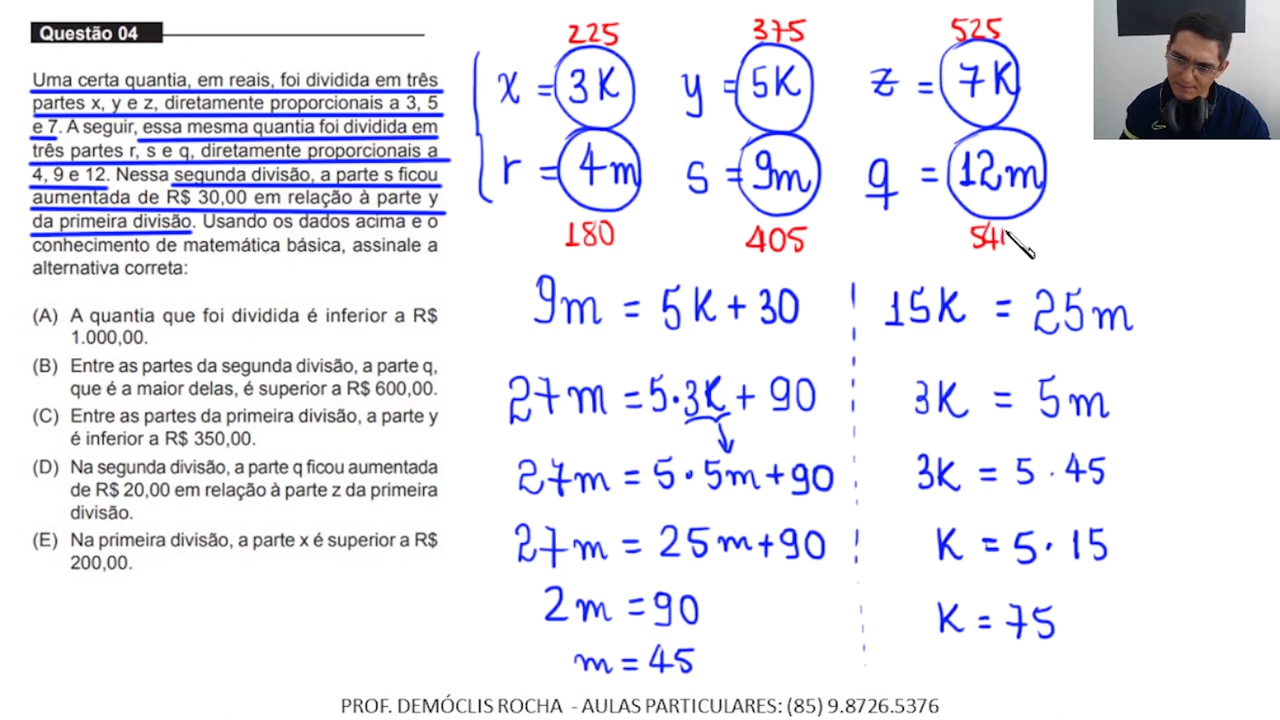 Questão 04
Uma certa quantia, em reais, foi dividida em três
partes x, y e z, diretamente proporcionais a 3, 5
e 7. A seguir, essa mesma quantia foi dividida em
três partes r, s e q, diretamente proporcionais a
4, 9 e 12. Nessa segunda divisão, a parte s ficou
aumentada de R$ 30,00 em relação à parte y
da primeira divisão. Usando os dados acima e o
conhecimento de matemática básica, assinale a
alternativa correta:
(A) A quantia que foi dividida é inferior a R$
1.000,00.
(B) Entre as partes da segunda divisão, a parte q,
que é a maior delas, é superior a R$ 600,00.
(C) Entre as partes da primeira divisão, a parte y
é inferior a R$ 350,00.
(D) Na segunda divisão, a parte q ficou aumentada
de R$ 20,00 em relação à parte z da primeira
divisão.
(E) Na primeira divisão, a parte x é superior a R$
200,00.
225 375 525
x = 3K y = 5K z = 7K
r = 4m s = 9m q = 12m
180 405 54
9m = 5K + 30
27m = 5·3K + 90
27m = 5·5m + 90
27m = 25m + 90
2m = 90
m = 45
15K = 25m
3K = 5m
3K = 5·45
K = 5·15
K = 75
PROF. DEMÓCLIS ROCHA - AULAS PARTICULARES: (85) 9.8726.5376